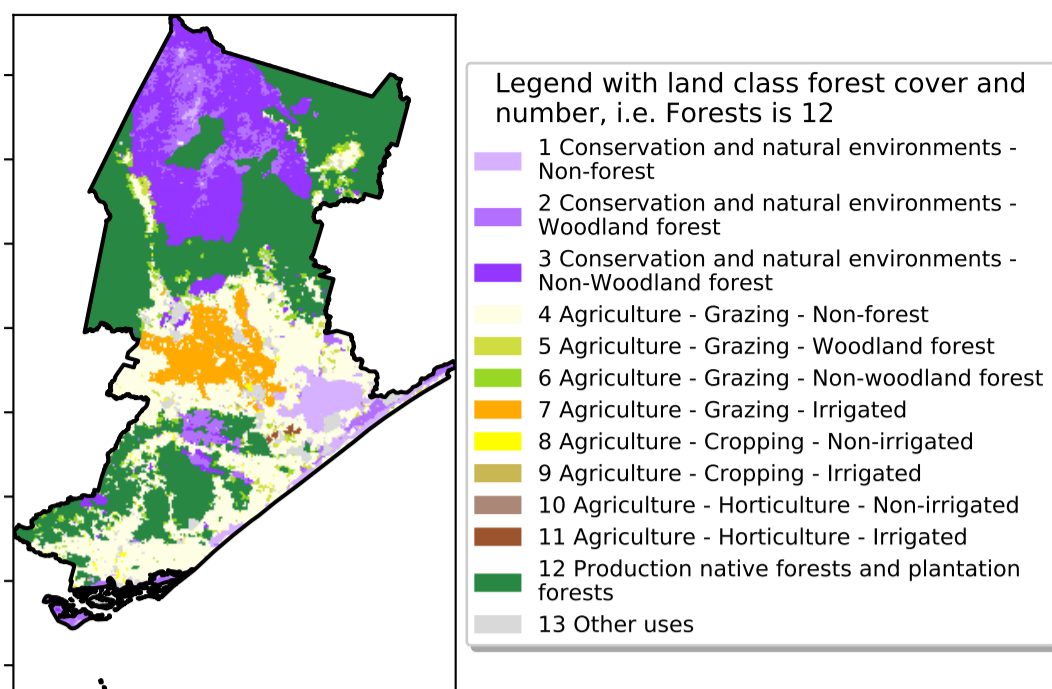 Legend with land class forest cover and
number, i.e. Forests is 12
1 Conservation and natural environments -
Non-forest
2 Conservation and natural environments -
Woodland forest
3 Conservation and natural environments -
Non-Woodland forest
4 Agriculture - Grazing - Non-forest
5 Agriculture - Grazing - Woodland forest
6 Agriculture - Grazing - Non-woodland forest
7 Agriculture - Grazing - Irrigated
8 Agriculture - Cropping - Non-irrigated
9 Agriculture - Cropping - Irrigated
10 Agriculture - Horticulture - Non-irrigated
11 Agriculture - Horticulture - Irrigated
12 Production native forests and plantation
forests
13 Other uses